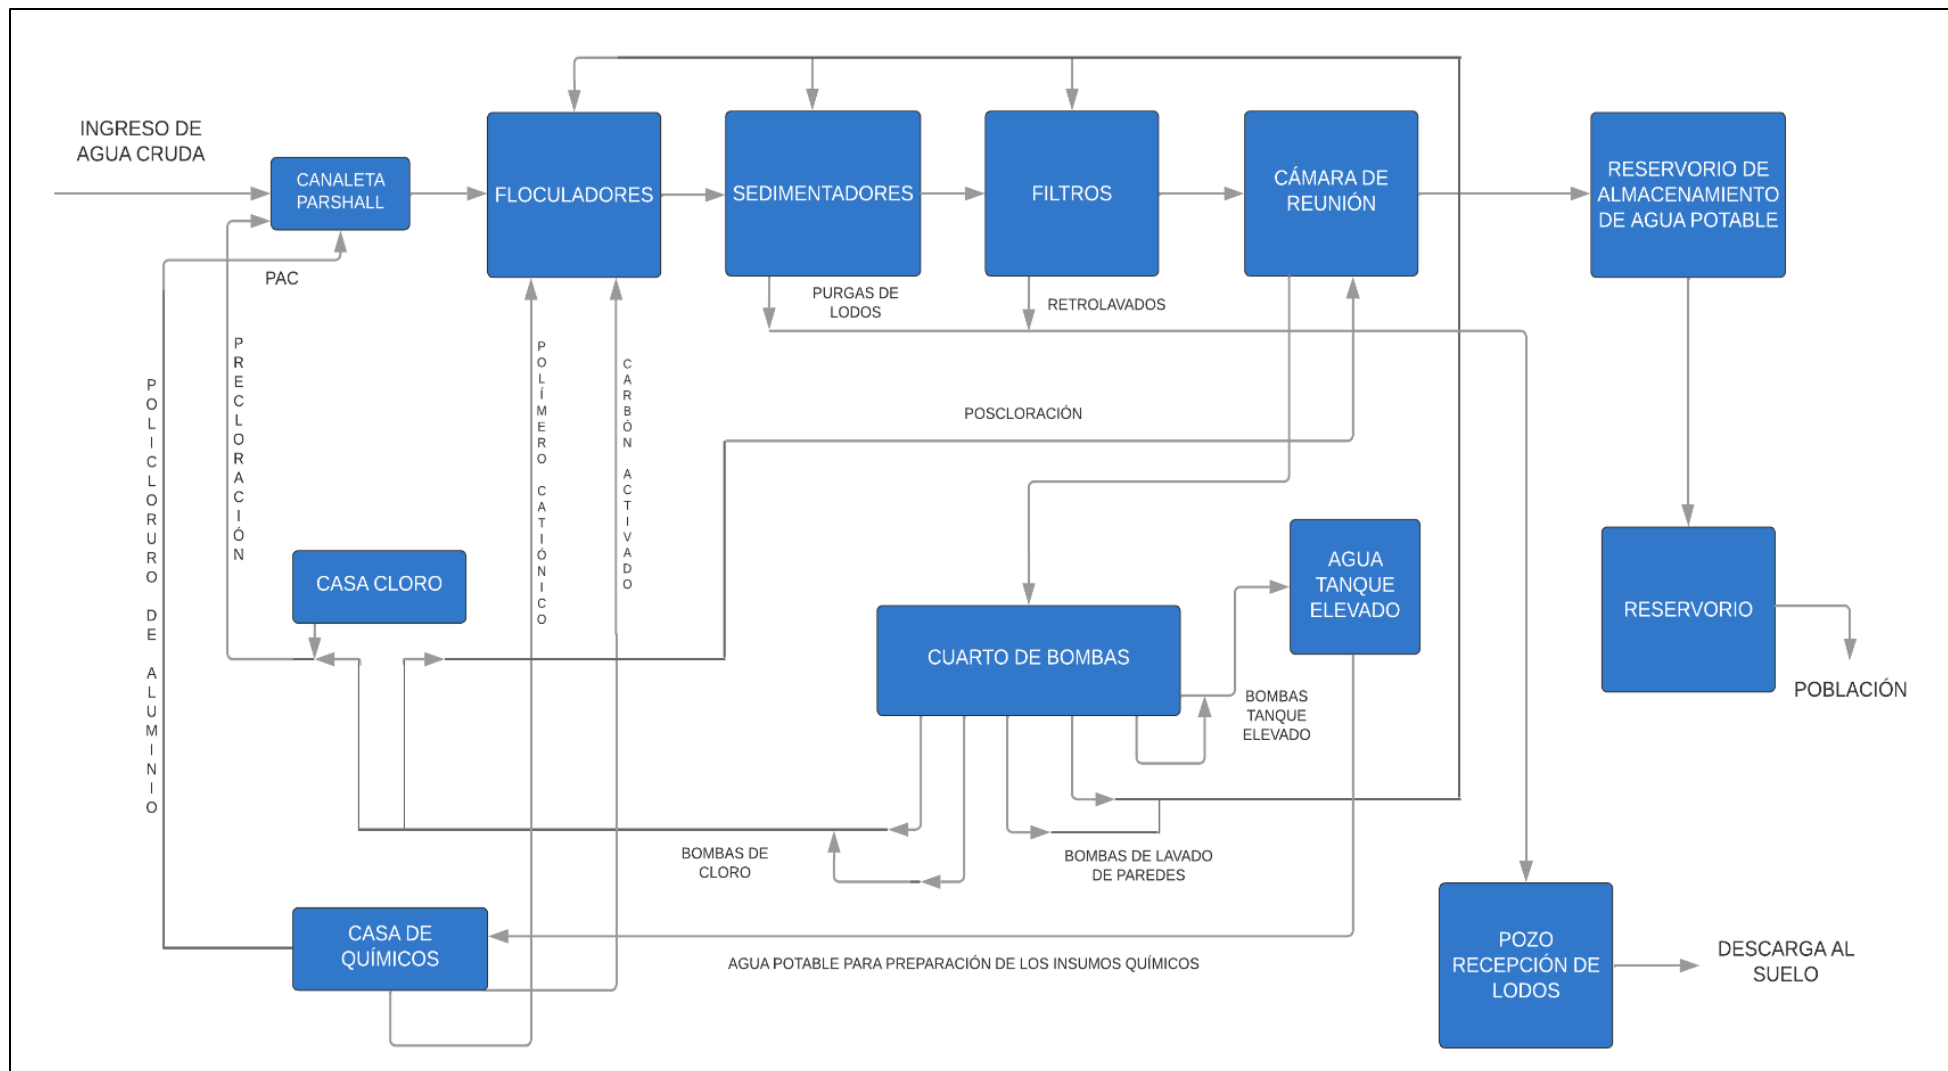 INGRESO DE
AGUA CRUDA
CANALETA
PARSHALL
FLOCULADORES
SEDIMENTADORES
FILTROS
CÁMARA DE
REUNIÓN
RESERVORIO DE
ALMACENAMIENTO
DE AGUA POTABLE
PAC
PURGAS DE
LODOS
RETROLAVADOS
POLICLORURO DE ALUMINIO
PRECLORACIÓN
POLÍMERO CATIÓNICO
CARBÓN ACTIVADO
POSCLORACIÓN
CASA CLORO
CUARTO DE BOMBAS
AGUA
TANQUE
ELEVADO
RESERVORIO
POBLACIÓN
BOMBAS
TANQUE
ELEVADO
BOMBAS DE
CLORO
BOMBAS DE LAVADO
DE PAREDES
CASA DE
QUÍMICOS
AGUA POTABLE PARA PREPARACIÓN DE LOS INSUMOS QUÍMICOS
POZO
RECEPCIÓN DE
LODOS
DESCARGA AL
SUELO